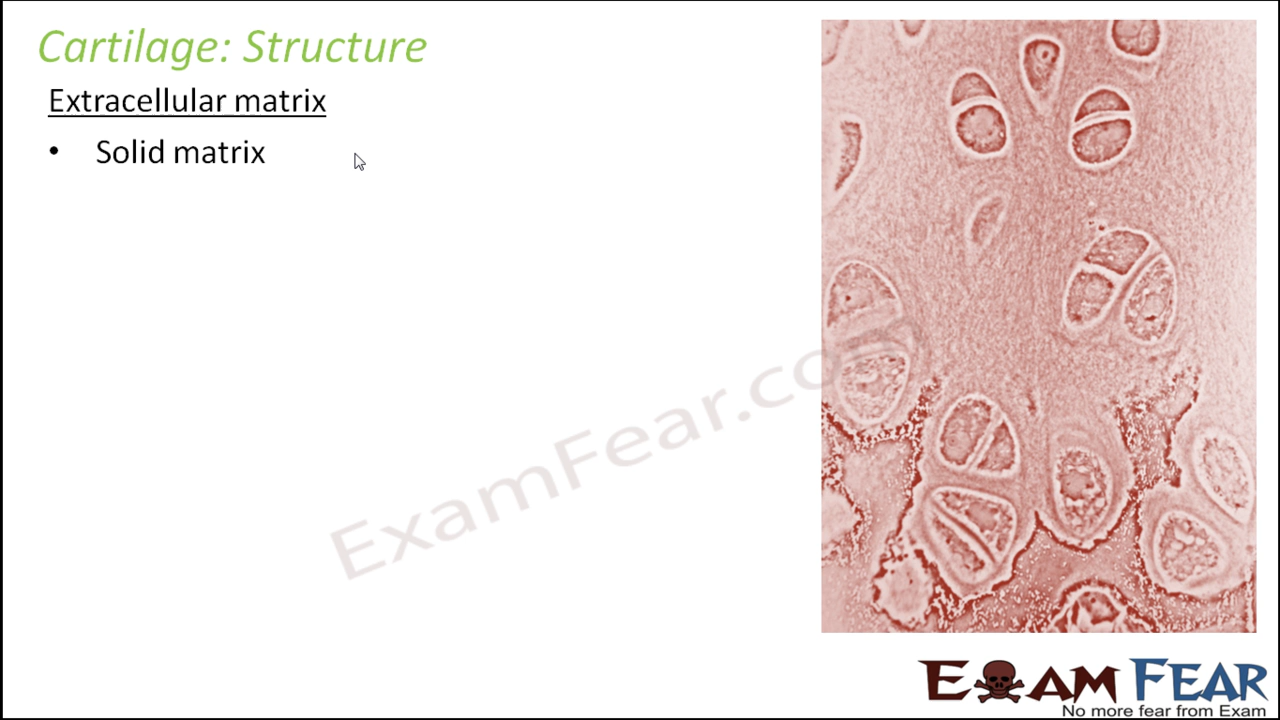 Cartilage: Structure
Extracellular matrix
• Solid matrix
ExamFear.com
EXAM FEAR
No more fear from Exam